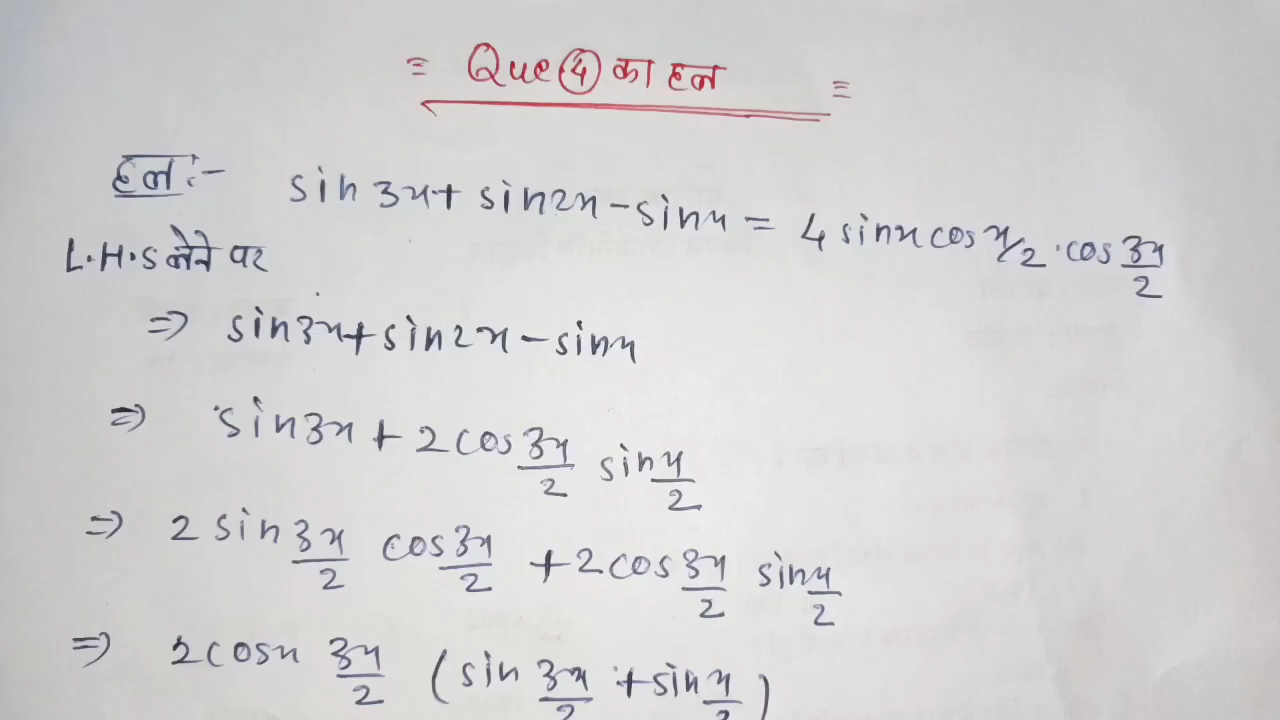 = Que ④ का हल =
हल :- sin 3x + sin 2x - sin x = 4 sin x cos x/2 · cos 3x/2
L.H.S लेने पर
⇒ sin 3x + sin 2x - sin x
⇒ sin 3x + 2 cos 3x/2 sin x/2
⇒ 2 sin 3x/2 cos 3x/2 + 2 cos 3x/2 sin x/2
⇒ 2 cosx 3x/2 (sin 3x/2 + sin x/2)